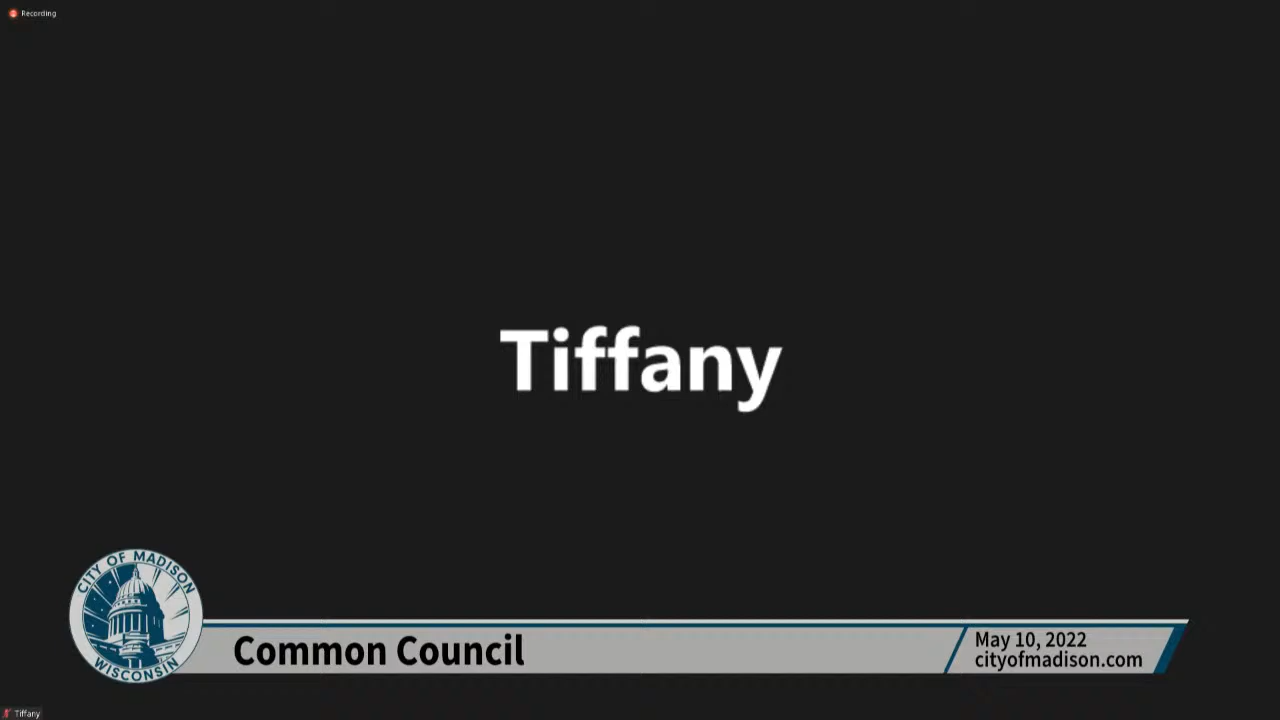 Recording
Tiffany
CITY OF MADISON
WISCONSIN
Common Council
May 10, 2022
cityofmadison.com
Tiffany